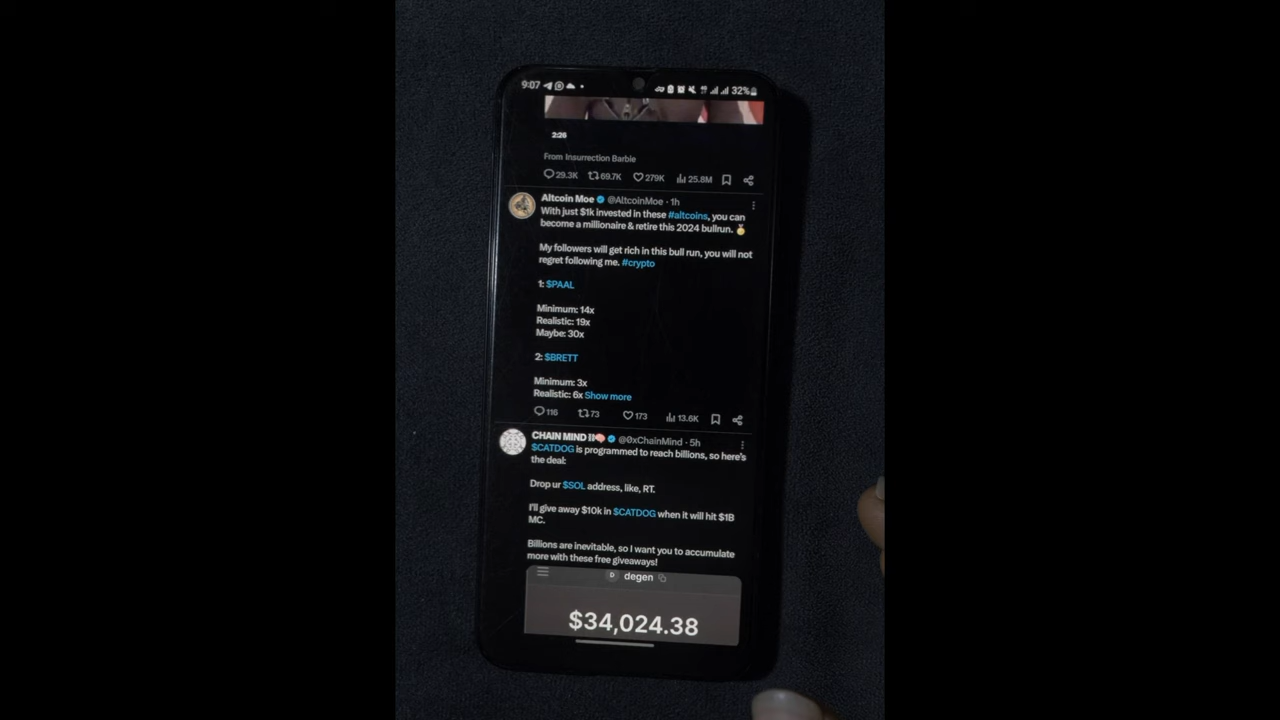 9:07
32%
2:26
From Insurrection Barbie
29.3K 69.7K 279K 25.8M
Altcoin Moe @AltcoinMoe · 1h
With just $1k invested in these #altcoins, you can
become a millionaire & retire this 2024 bullrun.
My followers will get rich in this bull run, you will not
regret following me. #crypto
1: $PAAL
Minimum: 14x
Realistic: 19x
Maybe: 30x
2: $BRETT
Minimum: 3x
Realistic: 6x Show more
116 73 173 13.6K
CHAIN MIND @0xChainMind · 5h
$CATDOG is programmed to reach billions, so here's
the deal:
Drop ur $SOL address, like, RT.
I'll give away $10k in $CATDOG when it will hit $1B
MC.
Billions are inevitable, so I want you to accumulate
more with these free giveaways!
D degen
$34,024.38